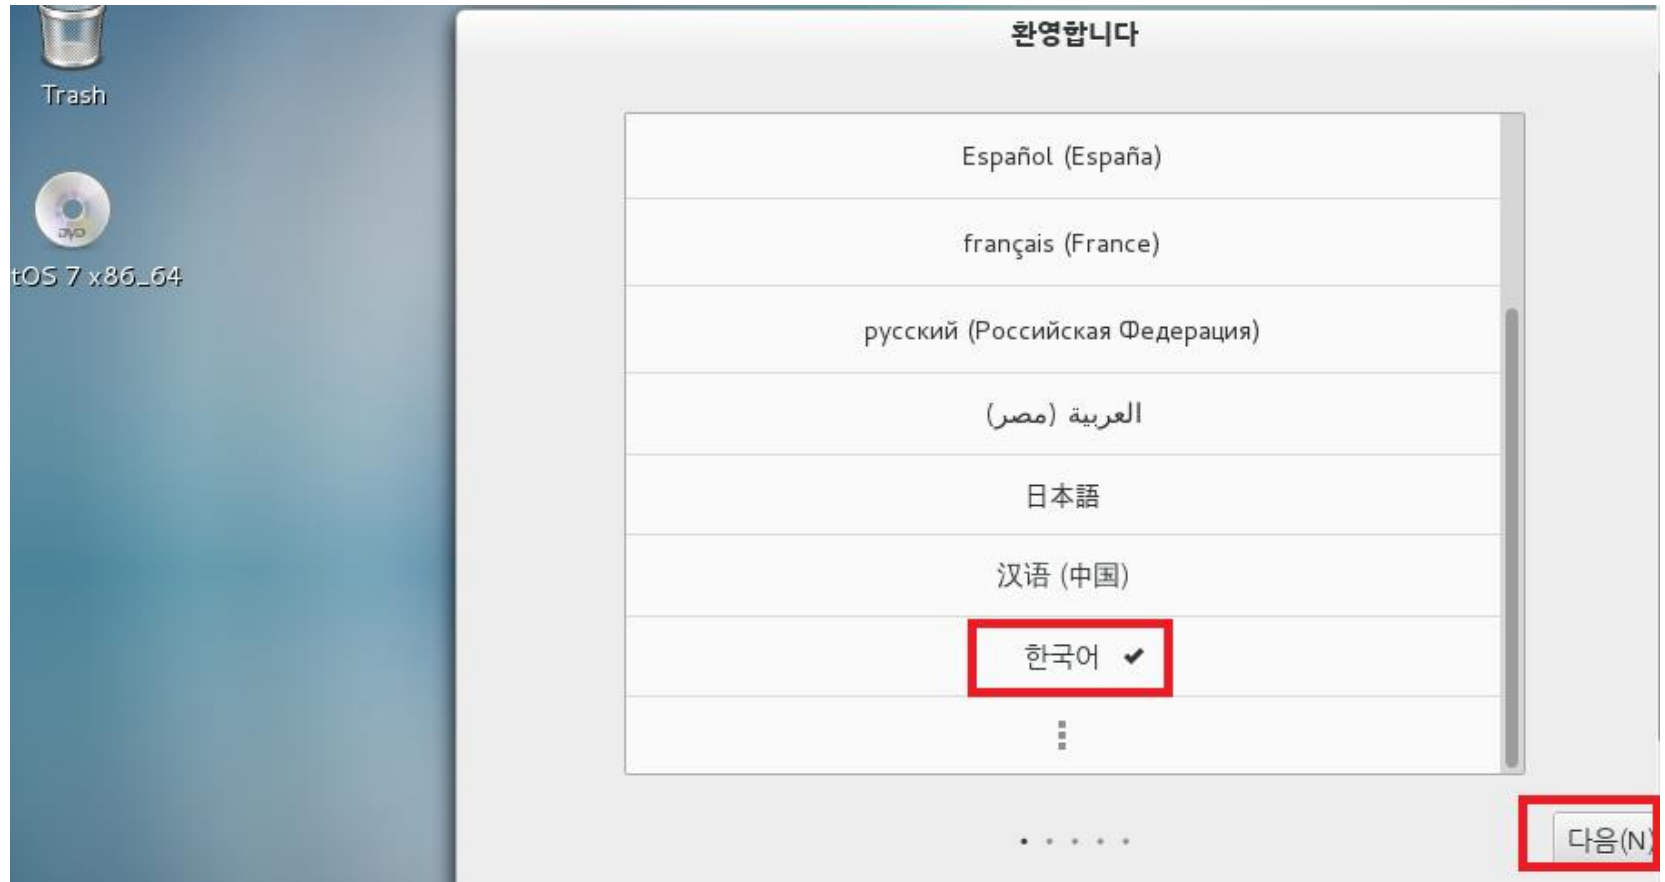 환영합니다
Trash
DVD
tOS 7 x86_64
Español (España)
français (France)
русский (Российская Федерация)
العربية (مصر)
日本語
汉语 (中国)
한국어
다음(N)